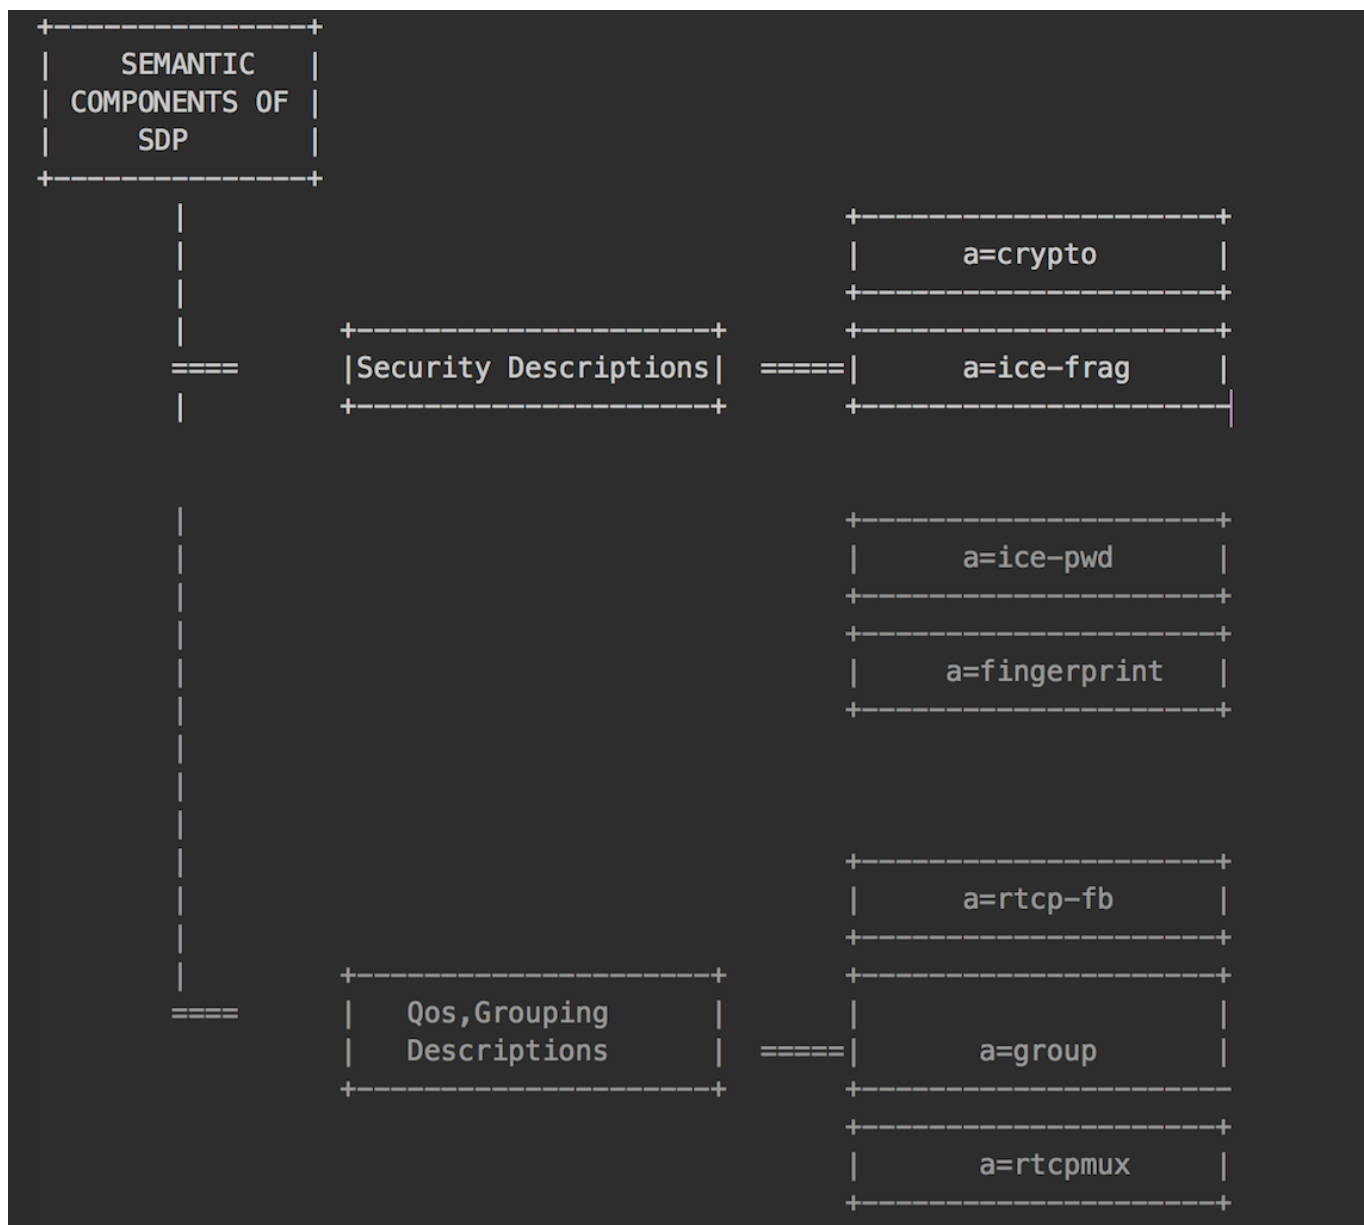 SEMANTIC
COMPONENTS OF
SDP
a=crypto
Security Descriptions
a=ice-frag
a=ice-pwd
a=fingerprint
a=rtcp-fb
Qos,Grouping
Descriptions
a=group
a=rtcpmux